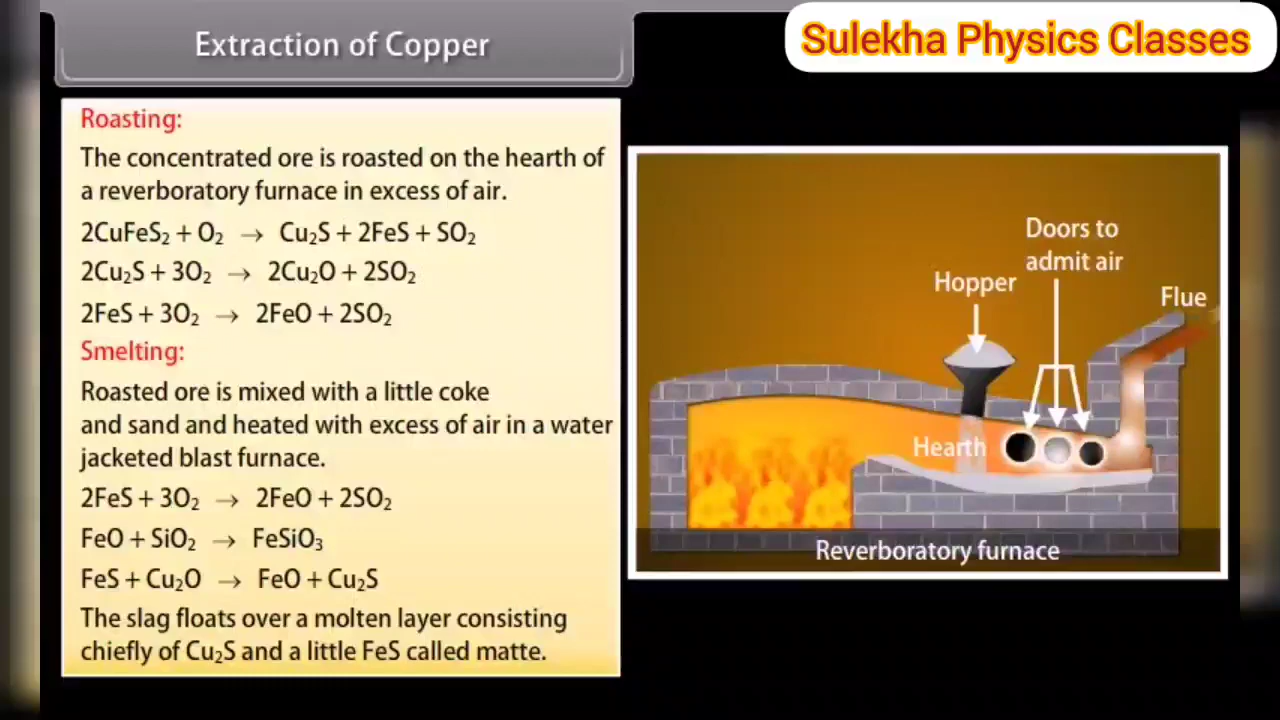 Extraction of Copper
Sulekha Physics Classes
Roasting:
The concentrated ore is roasted on the hearth of
a reverboratory furnace in excess of air.
2CuFeS₂ + O₂ → Cu₂S + 2FeS + SO₂
2Cu₂S + 3O₂ → 2Cu₂O + 2SO₂
2FeS + 3O₂ → 2FeO + 2SO₂
Smelting:
Roasted ore is mixed with a little coke
and sand and heated with excess of air in a water
jacketed blast furnace.
2FeS + 3O₂ → 2FeO + 2SO₂
FeO + SiO₂ → FeSiO₃
FeS + Cu₂O → FeO + Cu₂S
The slag floats over a molten layer consisting
chiefly of Cu₂S and a little FeS called matte.
Doors to
admit air
Hopper
Flue
Hearth
Reverboratory furnace